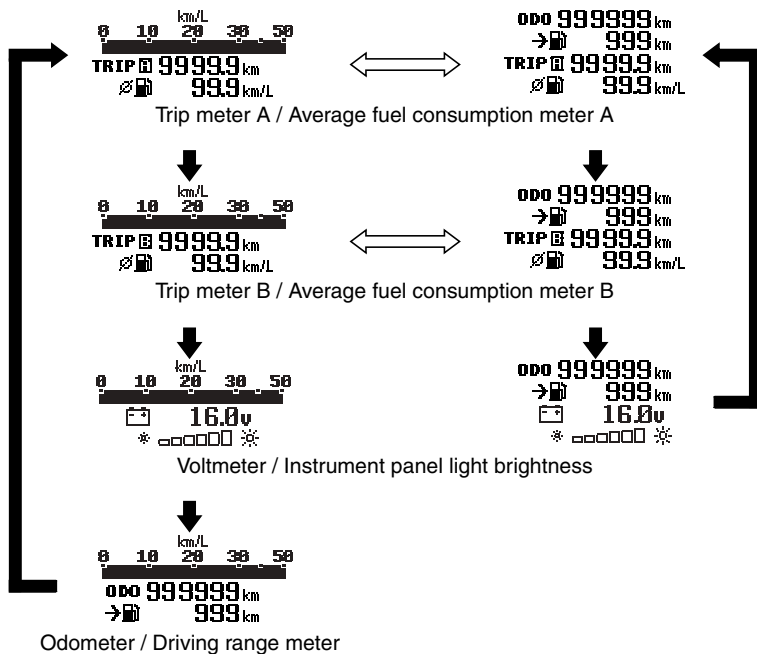 km/L
0 10 20 30 50
TRIP A 9999.9 km
99.9 km/L
ODO 999999 km
999 km
TRIP A 9999.9 km
99.9 km/L
Trip meter A / Average fuel consumption meter A
km/L
0 10 20 30 50
TRIP B 9999.9 km
99.9 km/L
ODO 999999 km
999 km
TRIP B 9999.9 km
99.9 km/L
Trip meter B / Average fuel consumption meter B
km/L
0 10 20 30 50
16.0v
ODO 999999 km
999 km
16.0v
Voltmeter / Instrument panel light brightness
km/L
0 10 20 30 50
ODO 999999 km
999 km
Odometer / Driving range meter